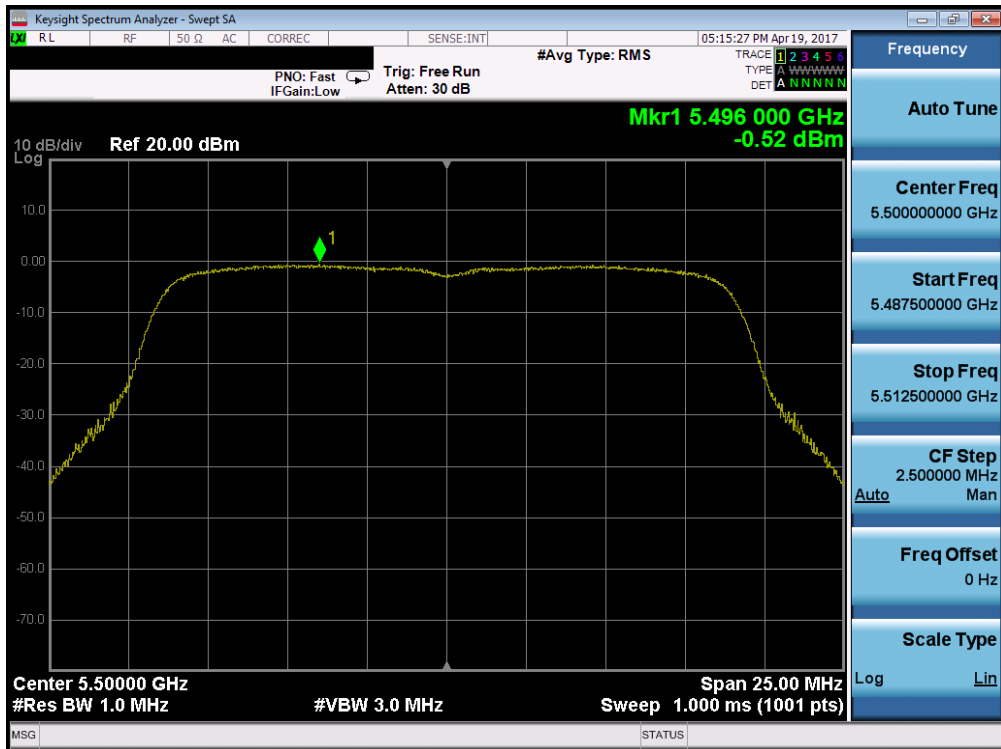 Keysight Spectrum Analyzer - Swept SA
LXI RL RF 50 Ω AC CORREC SENSE:INT 05:15:27 PM Apr 19, 2017
#Avg Type: RMS TRACE 1 2 3 4 5 6
PNO: Fast Trig: Free Run TYPE A WWWWW
IFGain:Low Atten: 30 dB DET A N N N N N
Mkr1 5.496 000 GHz
-0.52 dBm
10 dB/div Ref 20.00 dBm
Log
1
10.0
0.00
-10.0
-20.0
-30.0
-40.0
-50.0
-60.0
-70.0
Center 5.50000 GHz Span 25.00 MHz
#Res BW 1.0 MHz #VBW 3.0 MHz Sweep 1.000 ms (1001 pts)
MSG STATUS
Frequency
Auto Tune
Center Freq
5.500000000 GHz
Start Freq
5.487500000 GHz
Stop Freq
5.512500000 GHz
CF Step
2.500000 MHz
Auto Man
Freq Offset
0 Hz
Scale Type
Log Lin